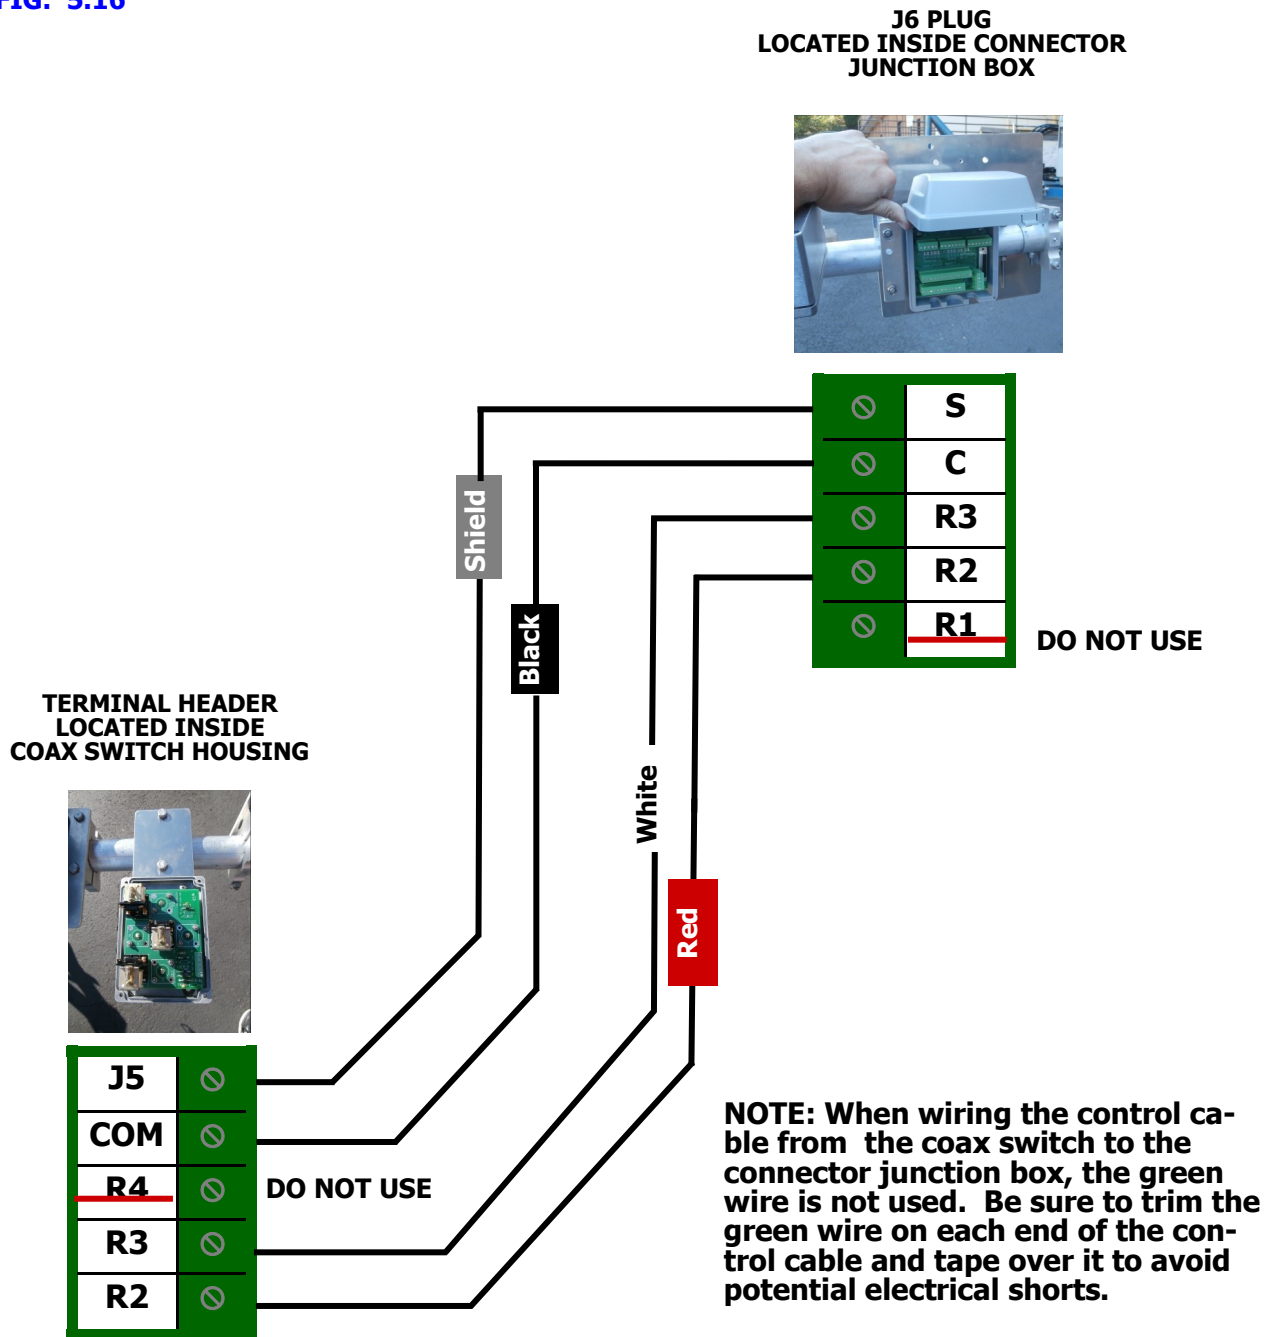 FIG. 5.16
J6 PLUG
LOCATED INSIDE CONNECTOR
JUNCTION BOX
S
C
R3
R2
R1
DO NOT USE
Shield
Black
White
Red
TERMINAL HEADER
LOCATED INSIDE
COAX SWITCH HOUSING
J5
COM
R4
DO NOT USE
R3
R2
NOTE: When wiring the control ca-
ble from  the coax switch to the
connector junction box, the green
wire is not used.  Be sure to trim the
green wire on each end of the con-
trol cable and tape over it to avoid
potential electrical shorts.